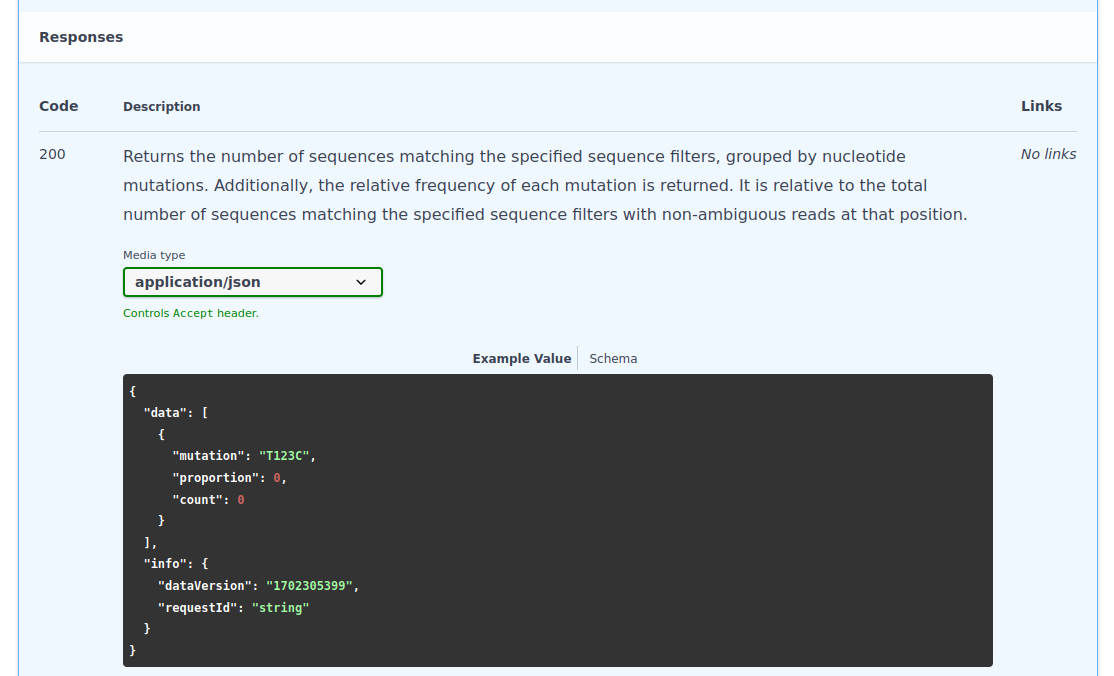 Responses
Code Description Links
200 Returns the number of sequences matching the specified sequence filters, grouped by nucleotide No links
mutations. Additionally, the relative frequency of each mutation is returned. It is relative to the total
number of sequences matching the specified sequence filters with non-ambiguous reads at that position.
Media type
application/json
Controls Accept header.
Example Value Schema
{
  "data": [
    {
      "mutation": "T123C",
      "proportion": 0,
      "count": 0
    }
  ],
  "info": {
    "dataVersion": "1702305399",
    "requestId": "string"
  }
}